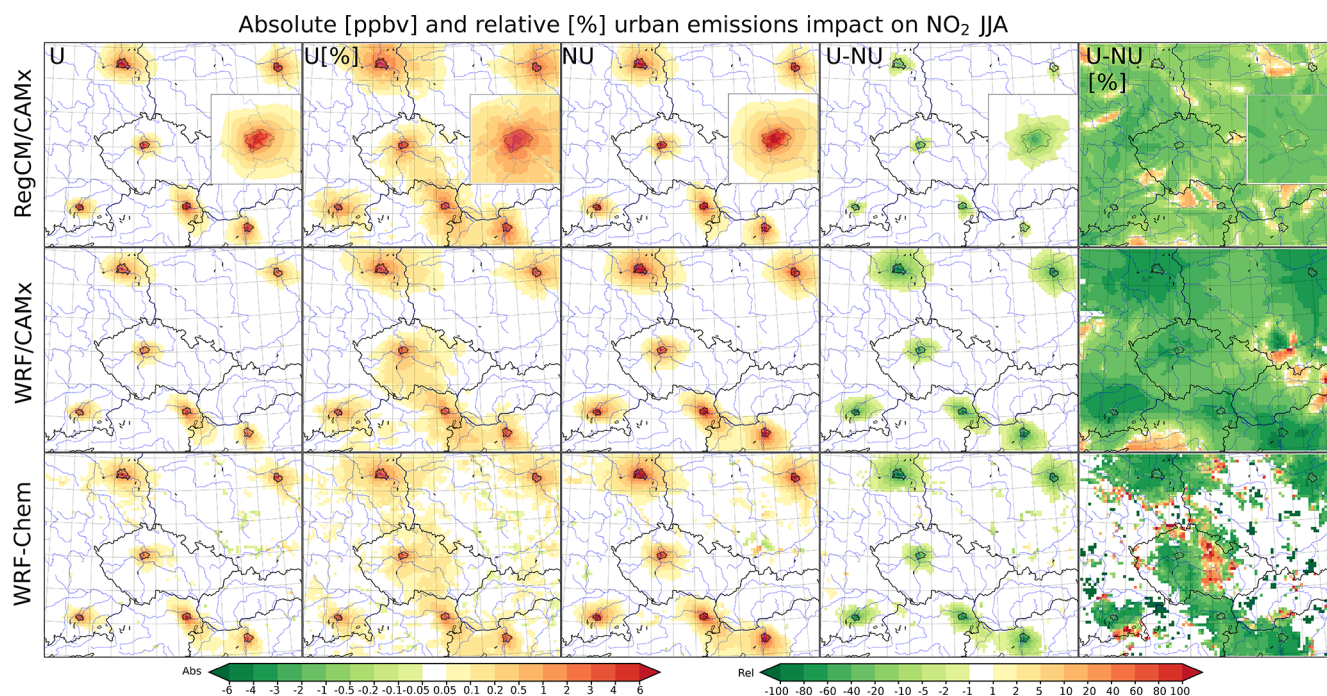 Absolute [ppbv] and relative [%] urban emissions impact on NO₂ JJA
U U[%] NU U-NU U-NU
[%]
RegCM/CAMx
WRF/CAMx
WRF-Chem
Abs -6 -4 -3 -2 -1 -0.5 -0.2 -0.1 -0.05 0.05 0.1 0.2 0.5 1 2 3 4 6
Rel -100 -80 -60 -40 -20 -10 -5 -2 -1 1 2 5 10 20 40 60 80 100